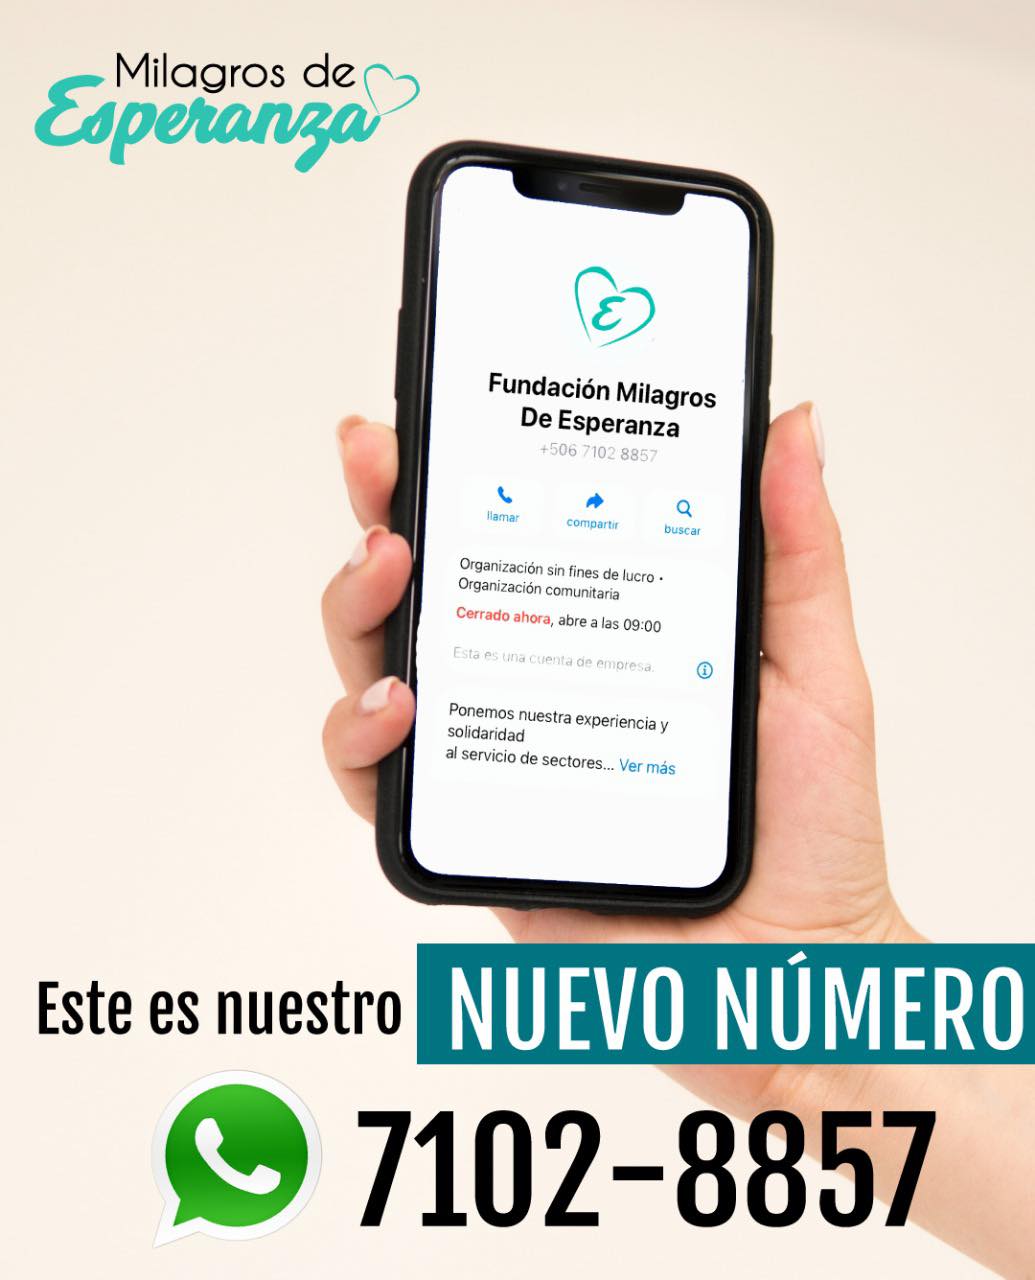 Milagros de
Esperanza
E
Fundación Milagros
De Esperanza
+506 7102 8857
llamar
compartir
buscar
Organización sin fines de lucro •
Organización comunitaria
Cerrado ahora, abre a las 09:00
Esta es una cuenta de empresa.
Ponemos nuestra experiencia y
solidaridad
al servicio de sectores... Ver más
Este es nuestro NUEVO NÚMERO
7102-8857